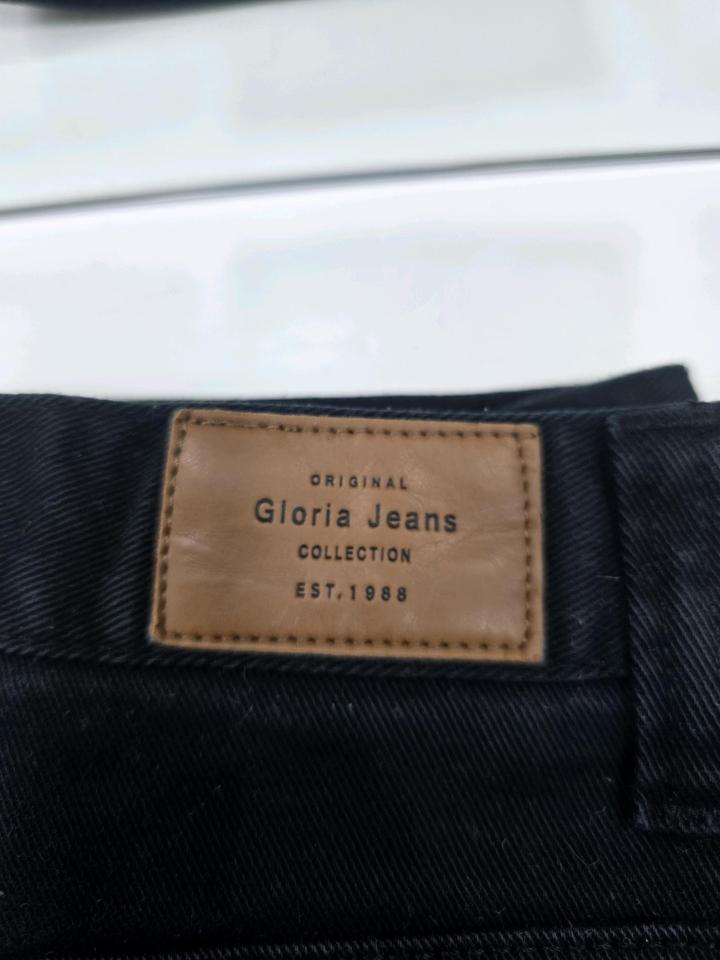 ORIGINAL
Gloria Jeans
COLLECTION
EST. 1988